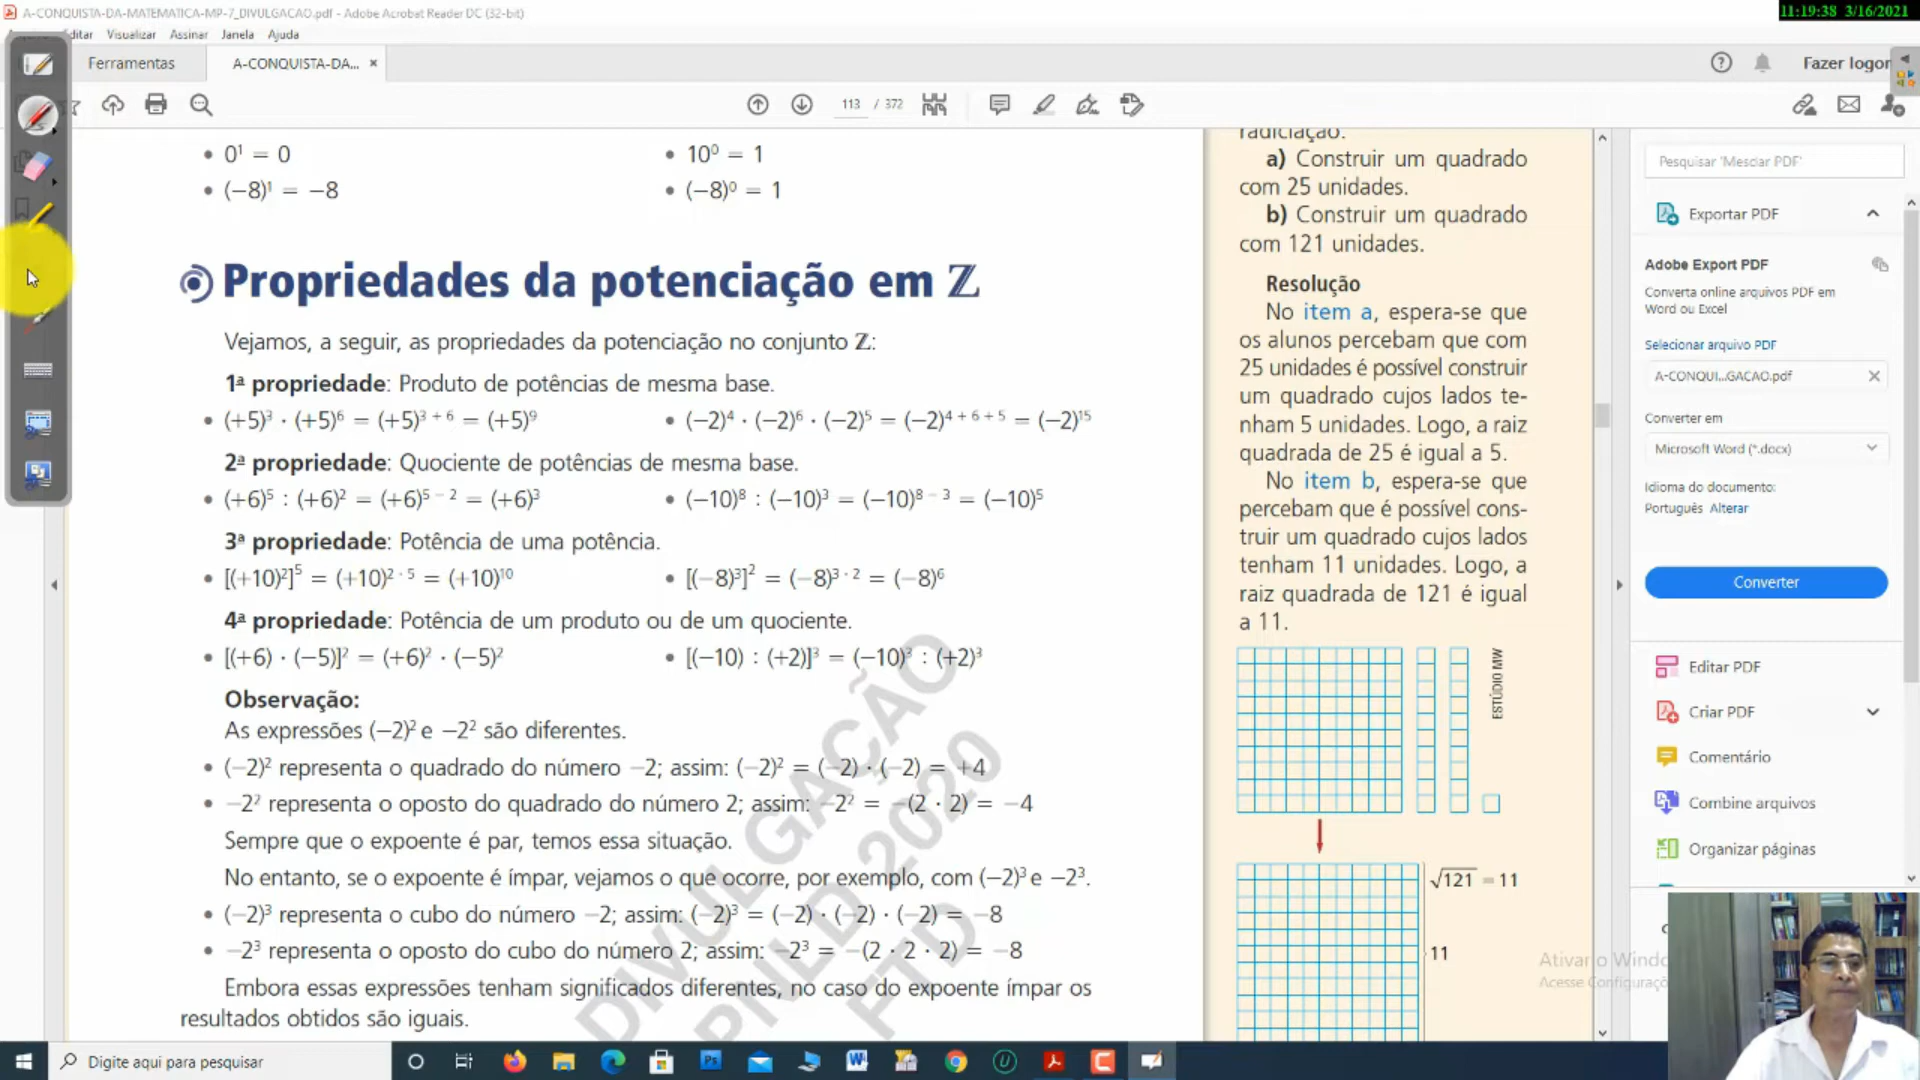 A-CONQUISTA-DA-MATEMATICA-MP-7_DIVULGACAO.pdf - Adobe Acrobat Reader DC (32-bit)
11:19:38 3/16/2021
Visualizar Assinar Janela Ajuda
Ferramentas
A-CONQUISTA-DA... ×
Fazer logon
113 / 372
• 0¹ = 0
• 10⁰ = 1
• (−8)¹ = −8
• (−8)⁰ = 1
Propriedades da potenciação em ℤ
Vejamos, a seguir, as propriedades da potenciação no conjunto ℤ:
1ª propriedade: Produto de potências de mesma base.
• (+5)³ · (+5)⁶ = (+5)³ ⁺ ⁶ = (+5)⁹
• (−2)⁴ · (−2)⁶ · (−2)⁵ = (−2)⁴ ⁺ ⁶ ⁺ ⁵ = (−2)¹⁵
2ª propriedade: Quociente de potências de mesma base.
• (+6)⁵ : (+6)² = (+6)⁵ ⁻ ² = (+6)³
• (−10)⁸ : (−10)³ = (−10)⁸ ⁻ ³ = (−10)⁵
3ª propriedade: Potência de uma potência.
• [(+10)²]⁵ = (+10)² ˙ ⁵ = (+10)¹⁰
• [(−8)³]² = (−8)³ ˙ ² = (−8)⁶
4ª propriedade: Potência de um produto ou de um quociente.
• [(+6) · (−5)]² = (+6)² · (−5)²
• [(−10) : (+2)]³ = (−10)³ : (+2)³
Observação:
As expressões (−2)² e −2² são diferentes.
• (−2)² representa o quadrado do número −2; assim: (−2)² = (−2) · (−2) = +4
• −2² representa o oposto do quadrado do número 2; assim: −2² = −(2 · 2) = −4
Sempre que o expoente é par, temos essa situação.
No entanto, se o expoente é ímpar, vejamos o que ocorre, por exemplo, com (−2)³ e −2³.
• (−2)³ representa o cubo do número −2; assim: (−2)³ = (−2) · (−2) · (−2) = −8
• −2³ representa o oposto do cubo do número 2; assim: −2³ = −(2 · 2 · 2) = −8
Embora essas expressões tenham significados diferentes, no caso do expoente ímpar os
resultados obtidos são iguais.
DIVULGAÇÃO
PNLD 2020
FTD
radiciação.
a) Construir um quadrado
com 25 unidades.
b) Construir um quadrado
com 121 unidades.
Resolução
No item a, espera-se que
os alunos percebam que com
25 unidades é possível construir
um quadrado cujos lados te-
nham 5 unidades. Logo, a raiz
quadrada de 25 é igual a 5.
No item b, espera-se que
percebam que é possível cons-
truir um quadrado cujos lados
tenham 11 unidades. Logo, a
raiz quadrada de 121 é igual
a 11.
ESTÚDIO MW
√121 = 11
11
Pesquisar 'Mesclar PDF'
Exportar PDF
Adobe Export PDF
Converta online arquivos PDF em
Word ou Excel
Selecionar arquivo PDF
A-CONQUI...GACAO.pdf
Converter em
Microsoft Word (*.docx)
Idioma do documento:
Português Alterar
Converter
Editar PDF
Criar PDF
Comentário
Combine arquivos
Organizar páginas
Ativar o Windo
Acesse Configuraçõ
Digite aqui para pesquisar